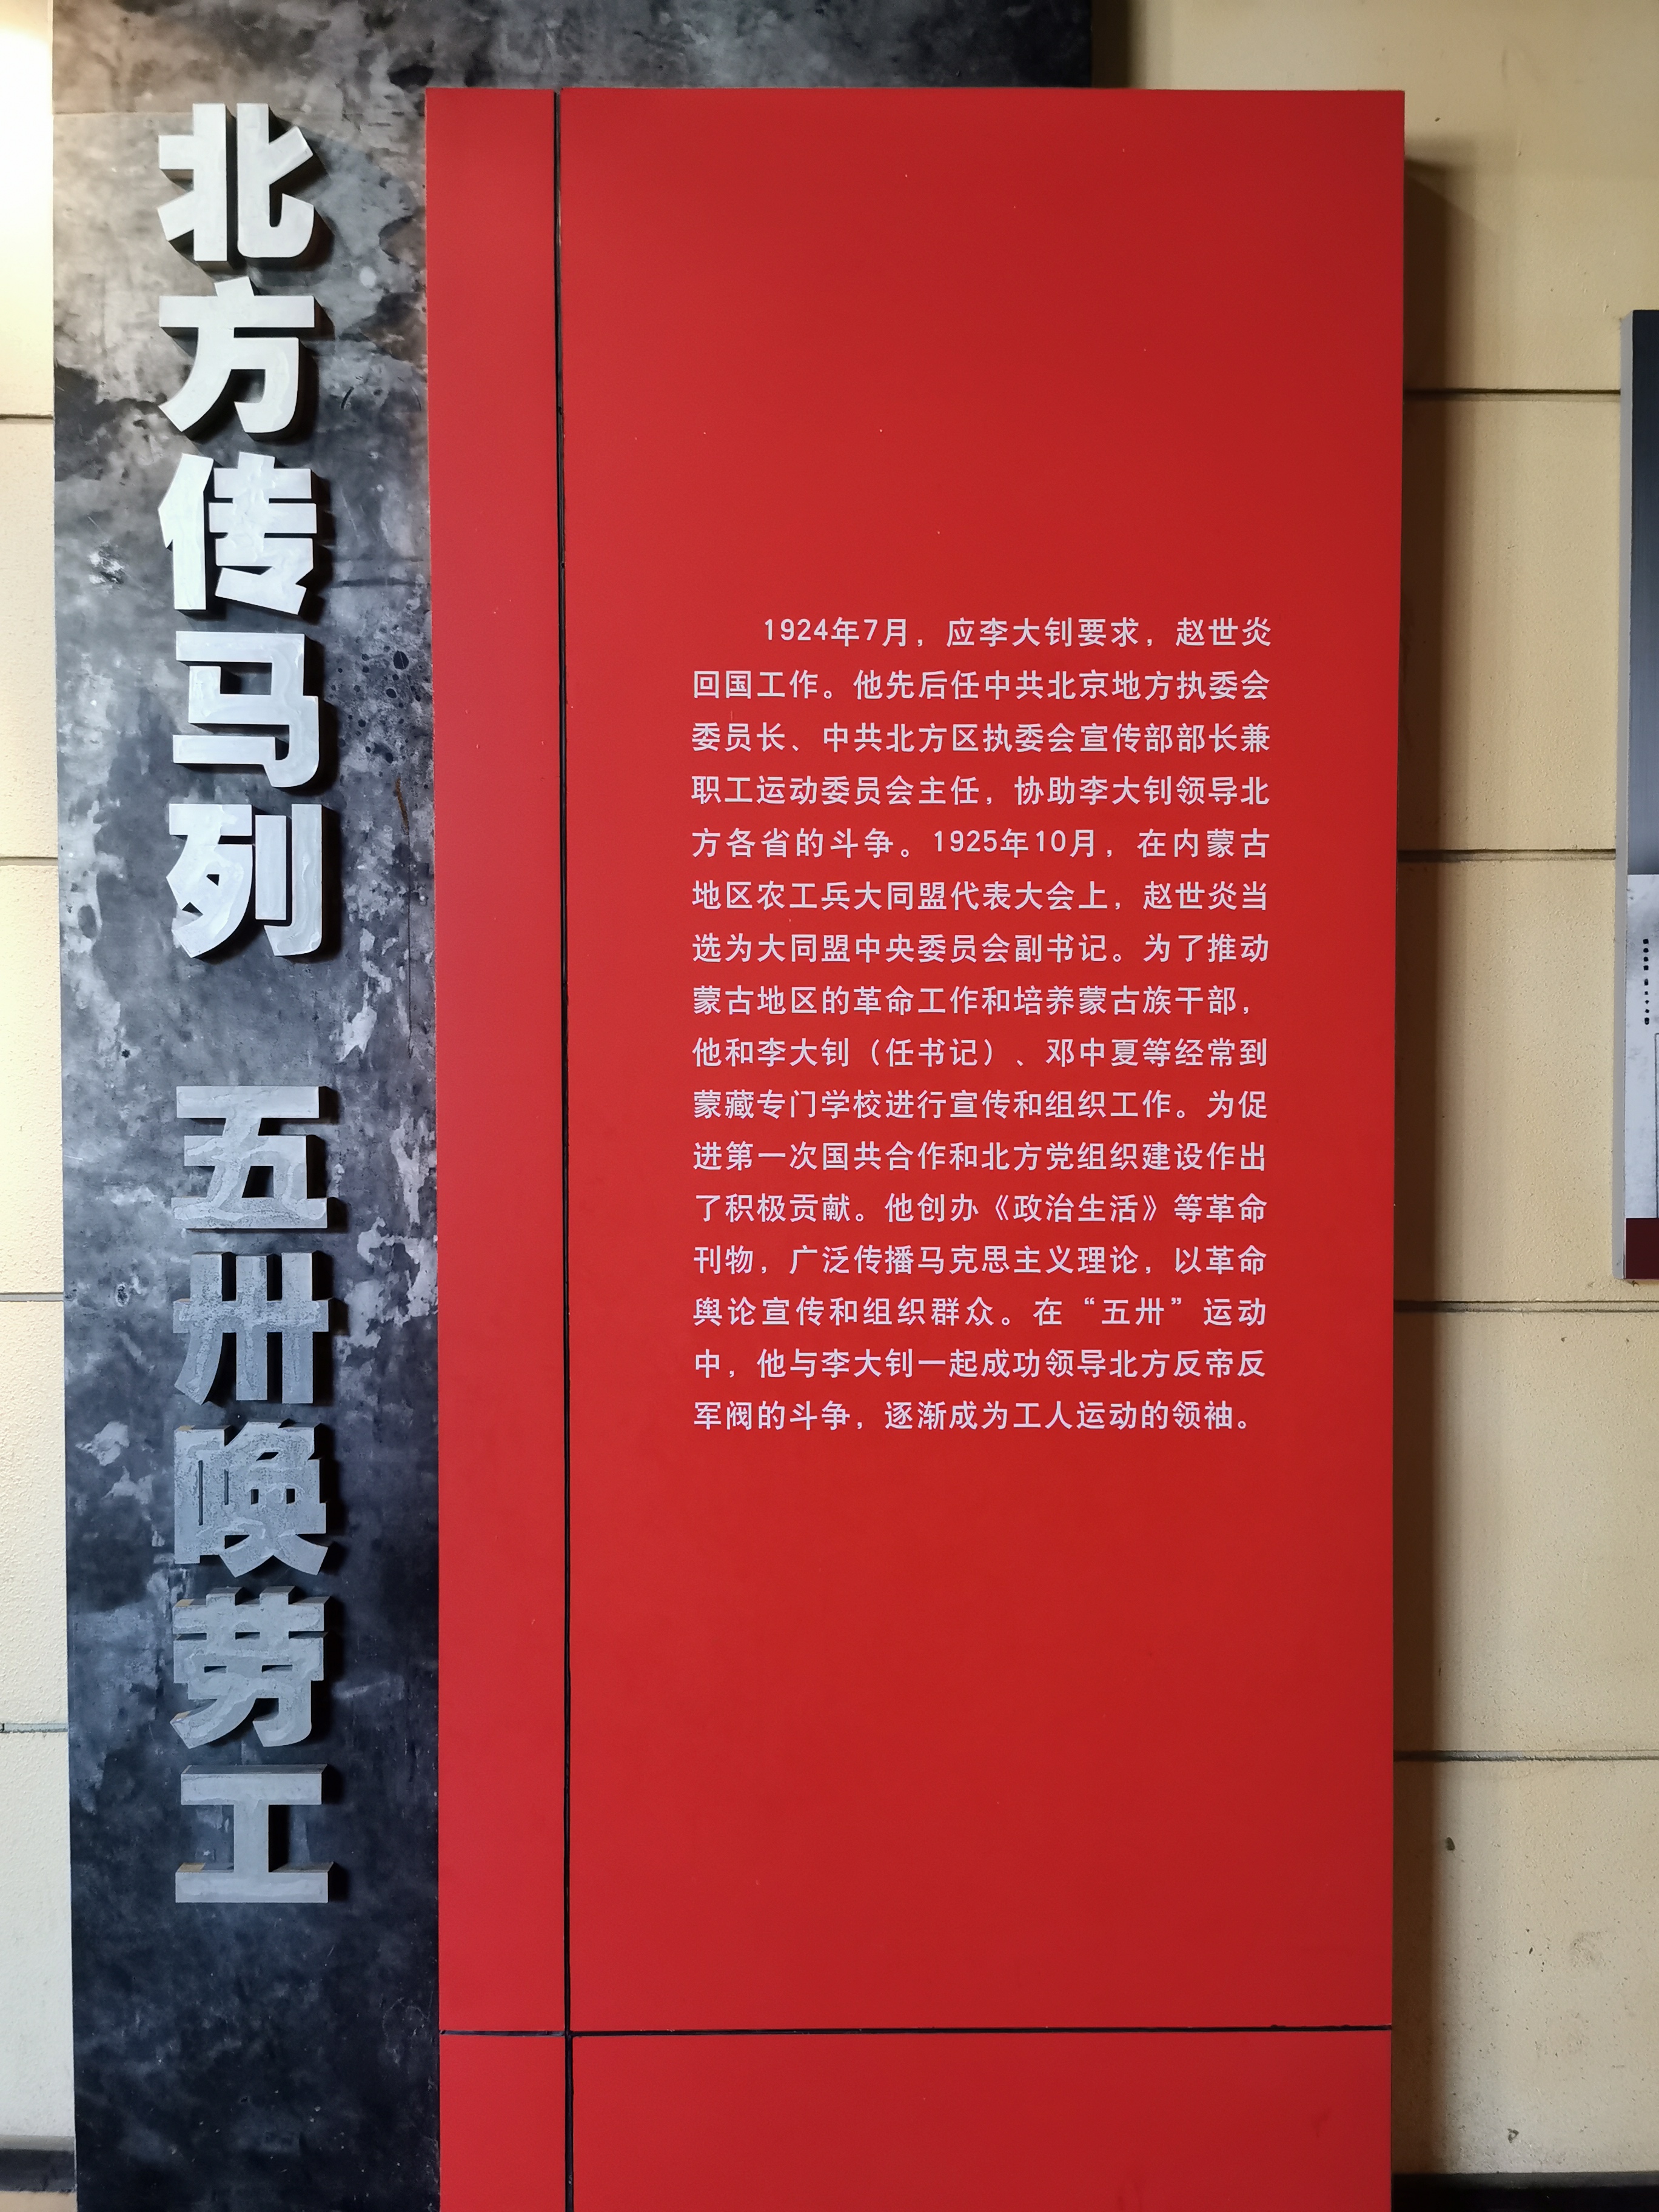 北方传马列 五卅唤劳工
1924年7月，应李大钊要求，赵世炎
回国工作。他先后任中共北京地方执委会
委员长、中共北方区执委会宣传部部长兼
职工运动委员会主任，协助李大钊领导北
方各省的斗争。1925年10月，在内蒙古
地区农工兵大同盟代表大会上，赵世炎当
选为大同盟中央委员会副书记。为了推动
蒙古地区的革命工作和培养蒙古族干部，
他和李大钊（任书记）、邓中夏等经常到
蒙藏专门学校进行宣传和组织工作。为促
进第一次国共合作和北方党组织建设作出
了积极贡献。他创办《政治生活》等革命
刊物，广泛传播马克思主义理论，以革命
舆论宣传和组织群众。在“五卅”运动
中，他与李大钊一起成功领导北方反帝反
军阀的斗争，逐渐成为工人运动的领袖。